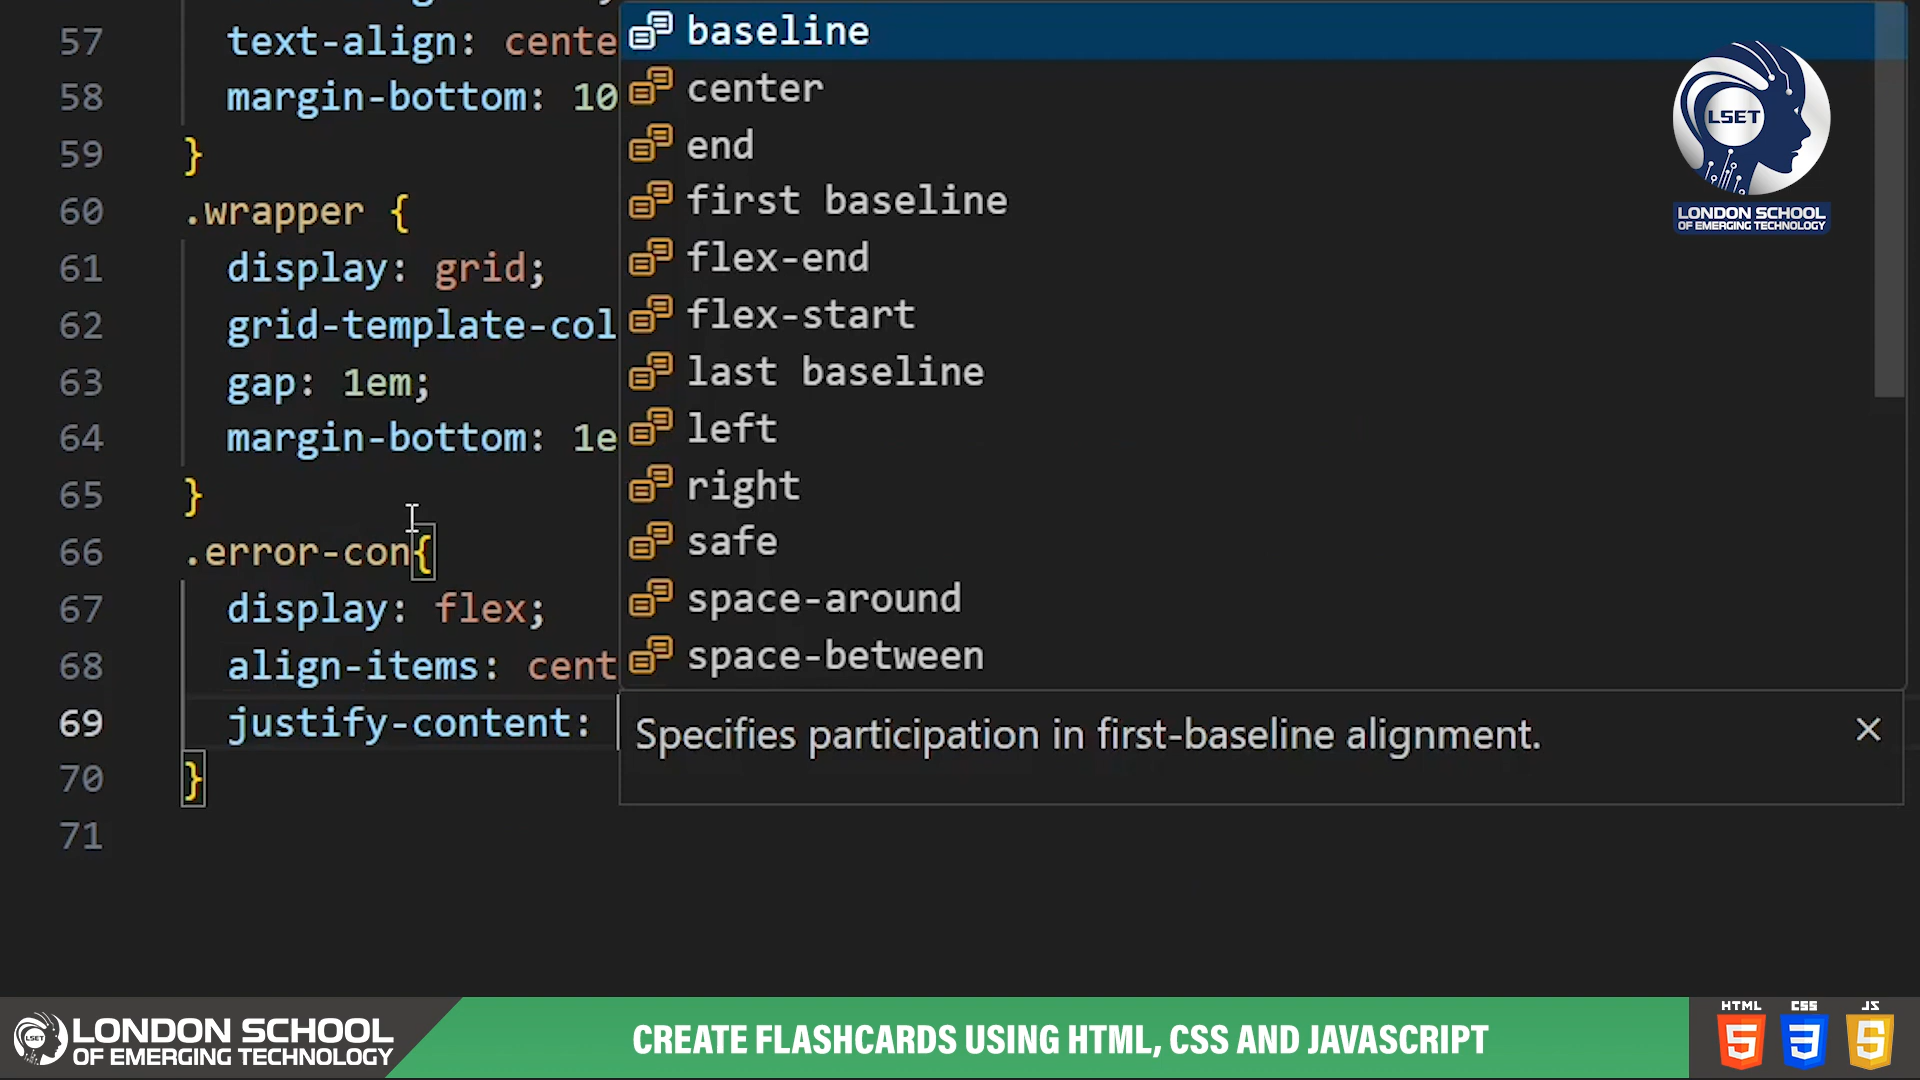 57 text-align: cente
58 margin-bottom: 10
59 }
60 .wrapper {
61 display: grid;
62 grid-template-col
63 gap: 1em;
64 margin-bottom: 1e
65 }
66 .error-con{
67 display: flex;
68 align-items: cent
69 justify-content:
70 }
71
baseline
center
end
first baseline
flex-end
flex-start
last baseline
left
right
safe
space-around
space-between
Specifies participation in first-baseline alignment.
LSET
LONDON SCHOOL
OF EMERGING TECHNOLOGY
LSET
LONDON SCHOOL
OF EMERGING TECHNOLOGY
CREATE FLASHCARDS USING HTML, CSS AND JAVASCRIPT
HTML CSS JS
5 3 5